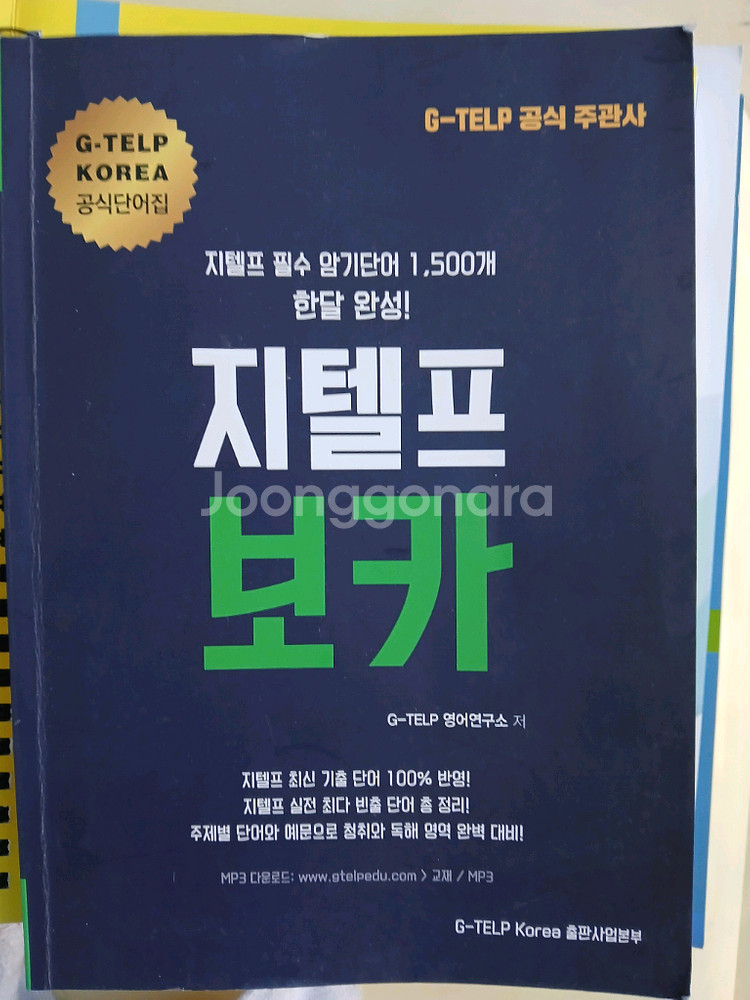 G-TELP 공식 주관사
G-TELP
KOREA
공식단어집
지텔프 필수 암기단어 1,500개
한달 완성!
지텔프
Joonggonara
보카
G-TELP 영어연구소 저
지텔프 최신 기출 단어 100% 반영!
지텔프 실전 최다 빈출 단어 총 정리!
주제별 단어와 예문으로 청취와 독해 영역 완벽 대비!
MP3 다운로드: www.gtelpedu.com > 교재 / MP3
G-TELP Korea 출판사업본부